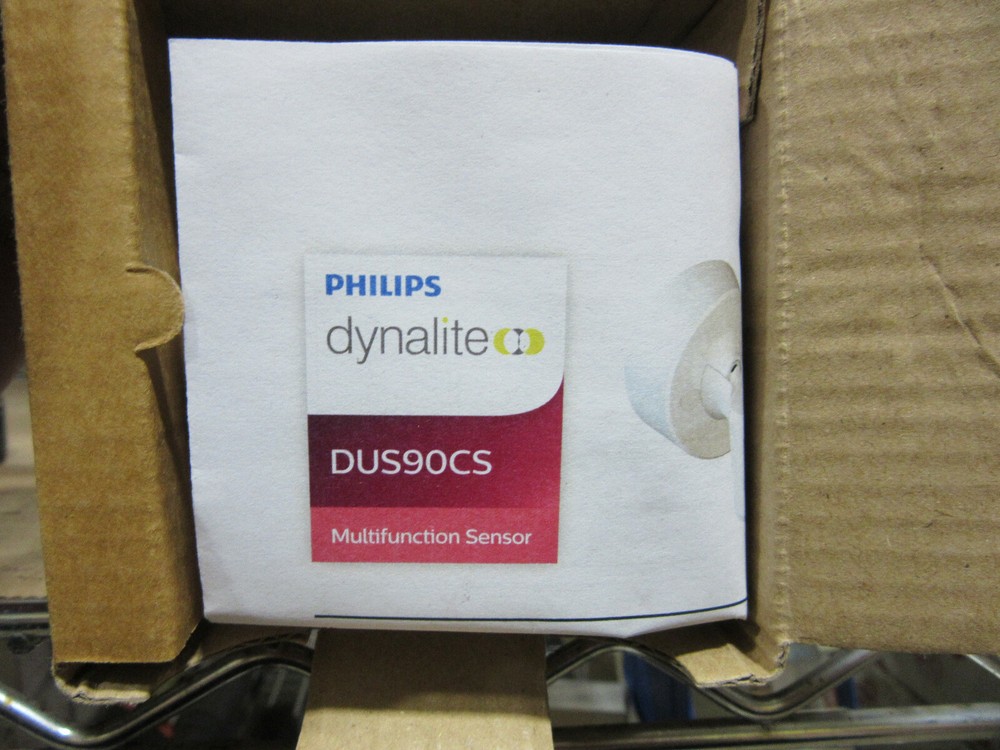 PHILIPS
dynalite
DUS90CS
Multifunction Sensor